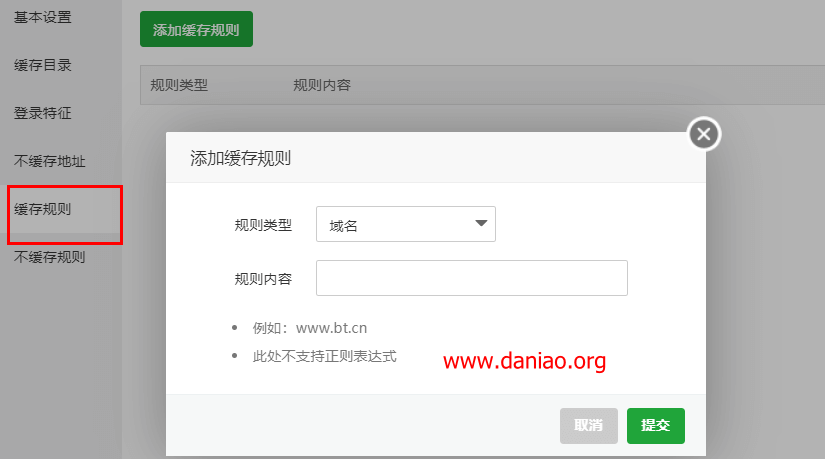 基本设置
缓存目录
登录特征
不缓存地址
缓存规则
不缓存规则
添加缓存规则
规则类型 规则内容
添加缓存规则
规则类型 域名
规则内容
例如：www.bt.cn
此处不支持正则表达式
www.daniao.org
取消 提交